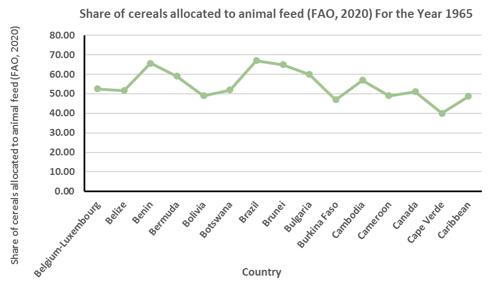 Share of cereals allocated to animal feed (FAO, 2020) For the Year 1965
Share of cereals allocated to animal feed (FAO, 2020)
80.00
70.00
60.00
50.00
40.00
30.00
20.00
10.00
0.00
Belgium-Luxembourg
Belize
Benin
Bermuda
Bolivia
Botswana
Brazil
Brunei
Bulgaria
Burkina Faso
Cambodia
Cameroon
Canada
Cape Verde
Caribbean
Country